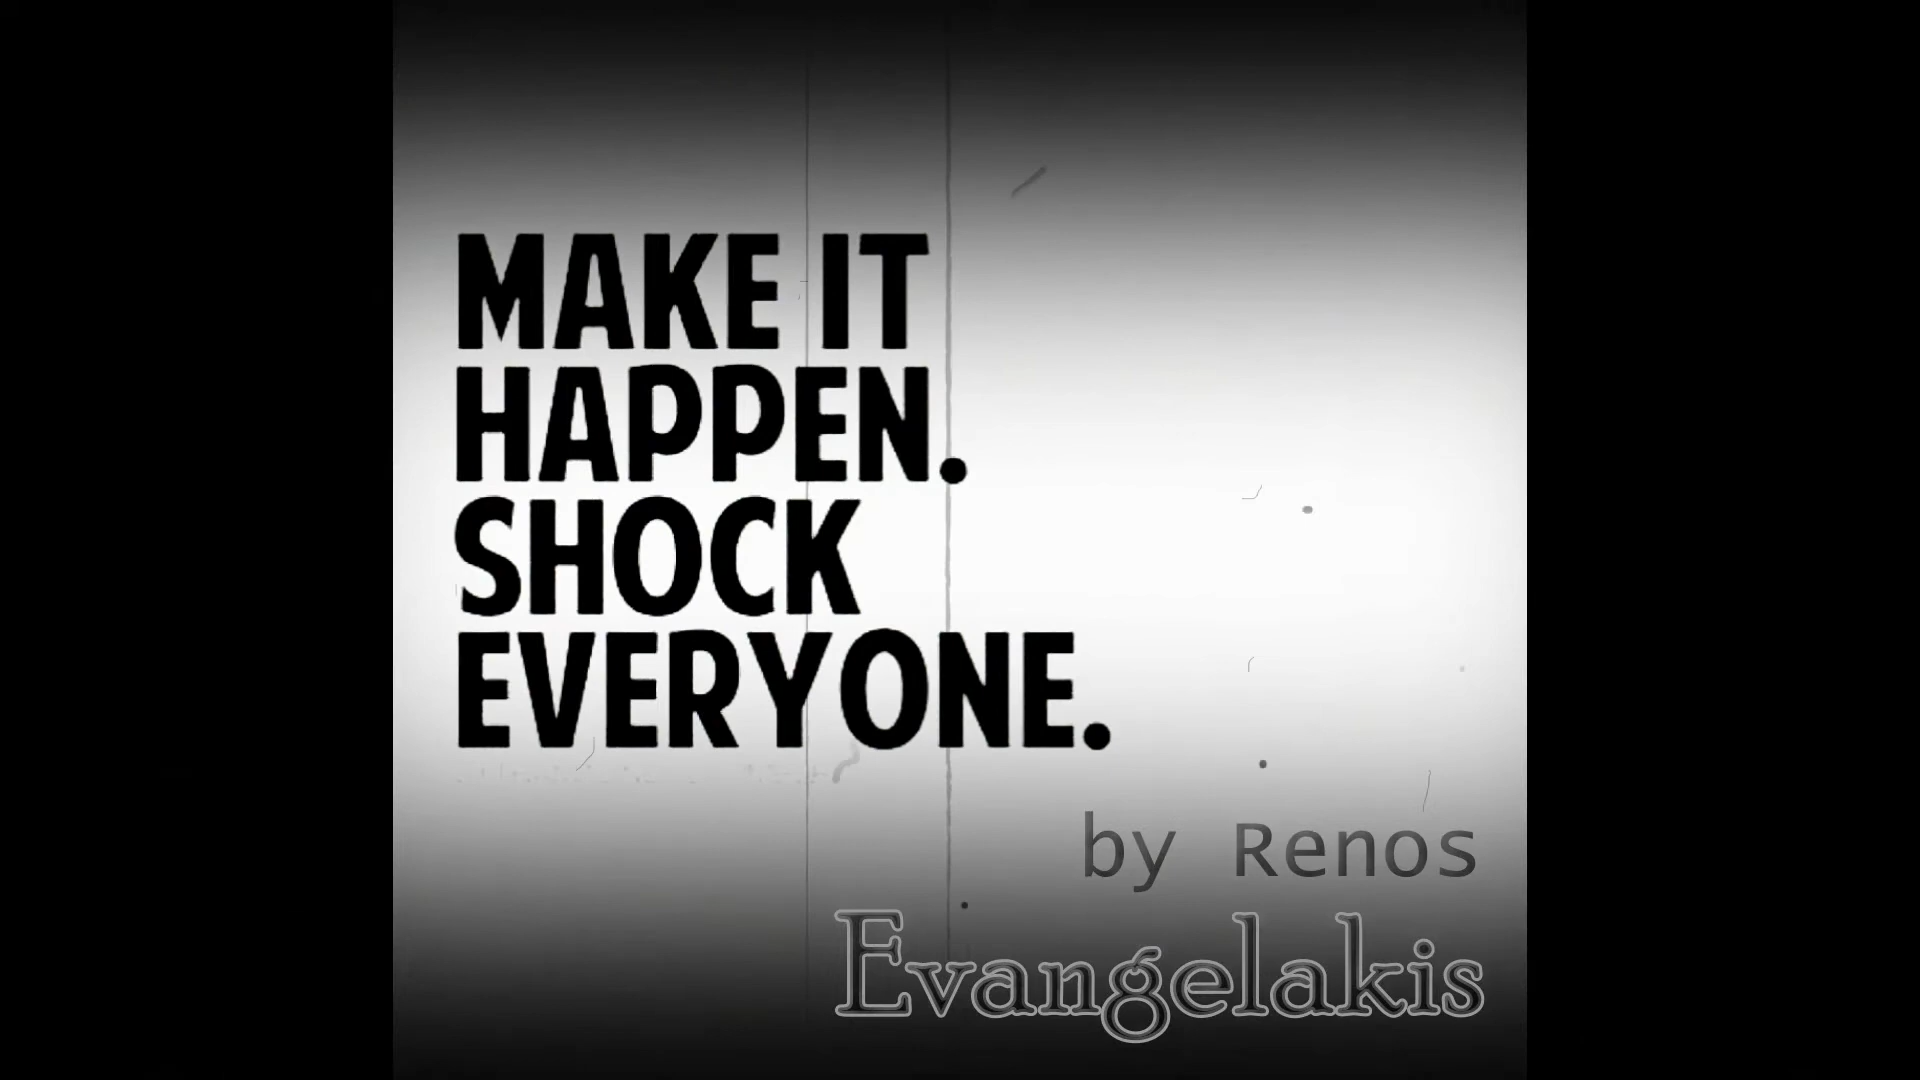 MAKE IT
HAPPEN.
SHOCK
EVERYONE.
by Renos
Evangelakis